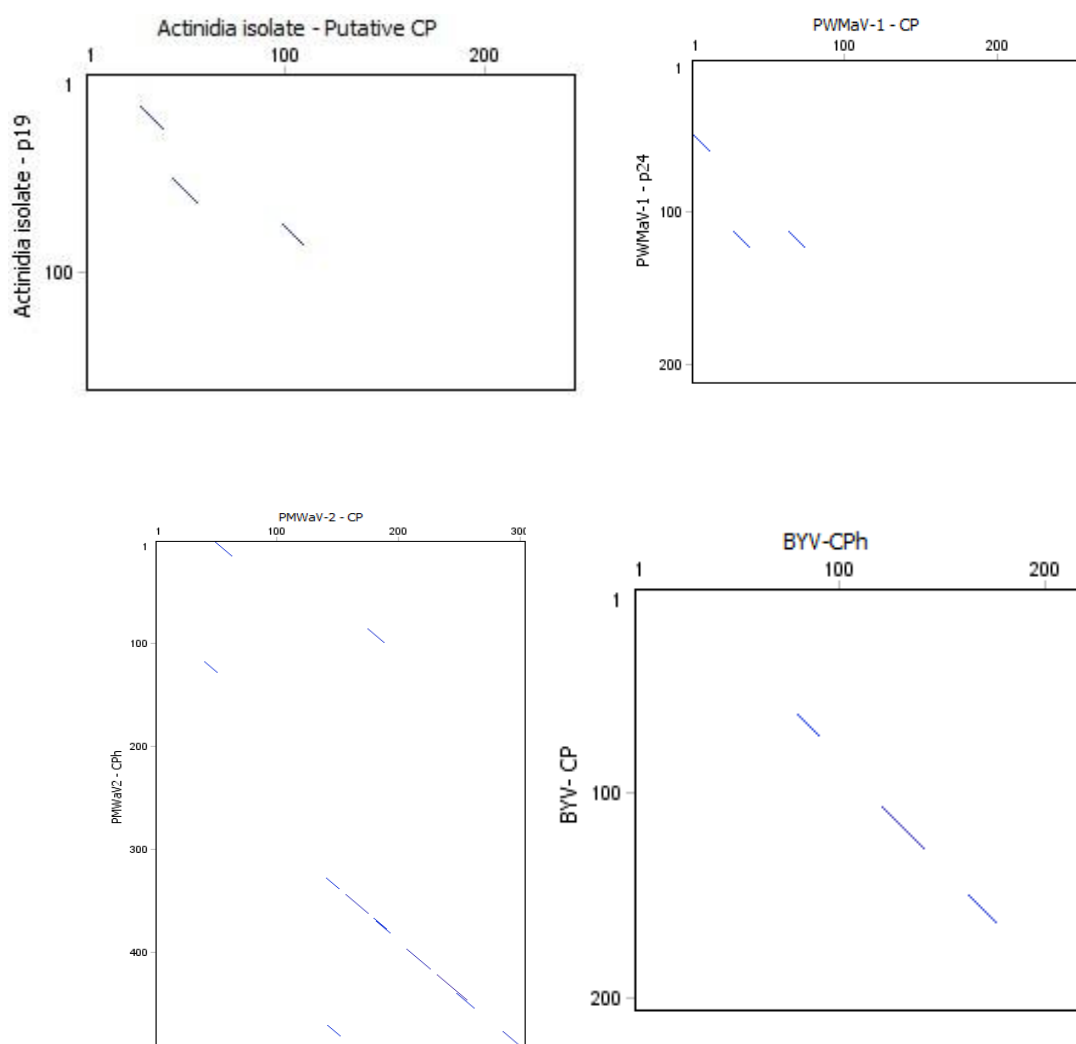 Actinidia isolate - Putative CP
1 100 200
1
Actinidia isolate - p19
100
PWMaV-1 - CP
1 100 200
1
PWMaV-1 - p24
100
200
PMWaV-2 - CP
1 100 200 300
1
100
200
PMWaV2 - CPh
300
400
BYV-CPh
1 100 200
1
BYV- CP
100
200